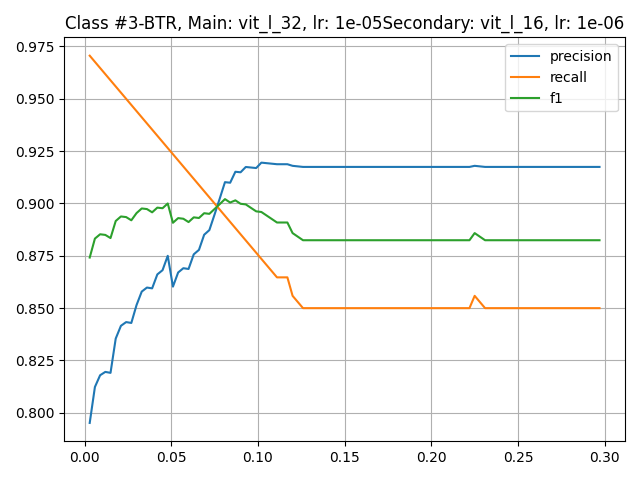 Class #3-BTR, Main: vit_l_32, lr: 1e-05Secondary: vit_l_16, lr: 1e-06
precision
recall
f1
0.975
0.950
0.925
0.900
0.875
0.850
0.825
0.800
0.00 0.05 0.10 0.15 0.20 0.25 0.30